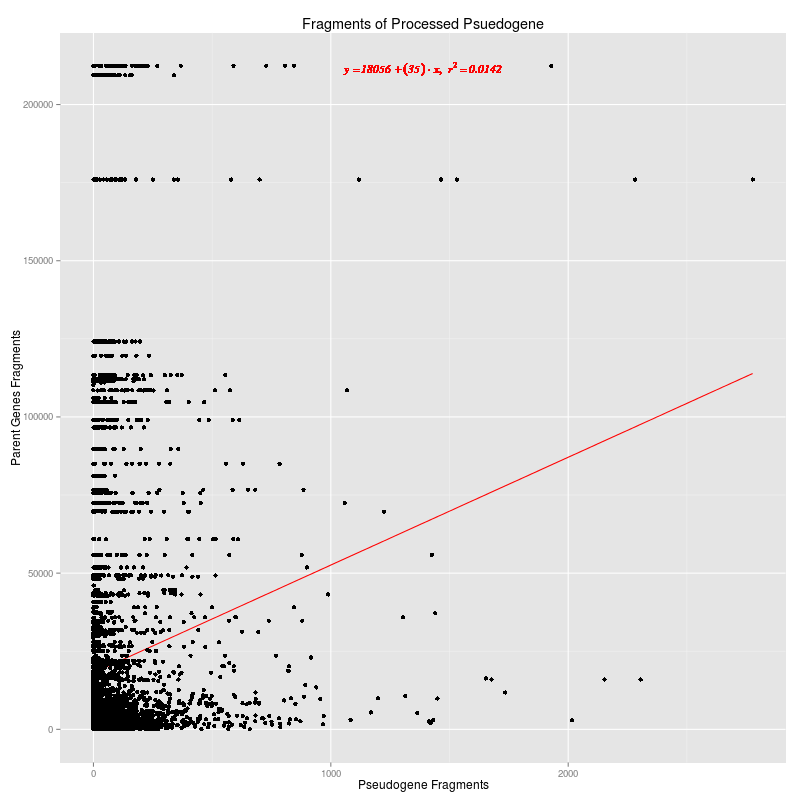 Fragments of Processed Psuedogene
y = 18056 + (35) · x, r² = 0.0142
200000
150000
100000
50000
0
Parent Genes Fragments
0 1000 2000
Pseudogene Fragments